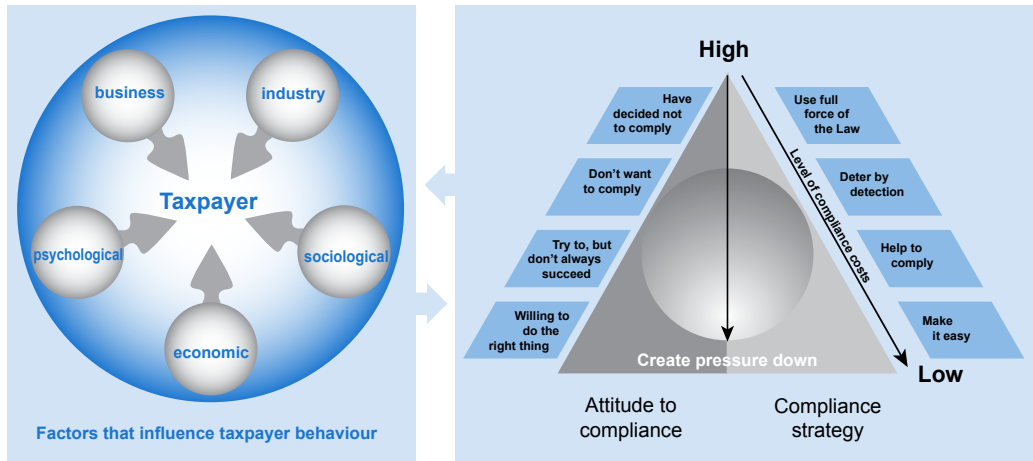 business
industry
Taxpayer
psychological
sociological
economic
Factors that influence taxpayer behaviour
High
Have
decided not
to comply
Don't want
to comply
Try to, but
don't always
succeed
Willing to
do the
right thing
Use full
force of
the Law
Deter by
detection
Help to
comply
Make
it easy
Level of compliance costs
Create pressure down
Low
Attitude to
compliance
Compliance
strategy